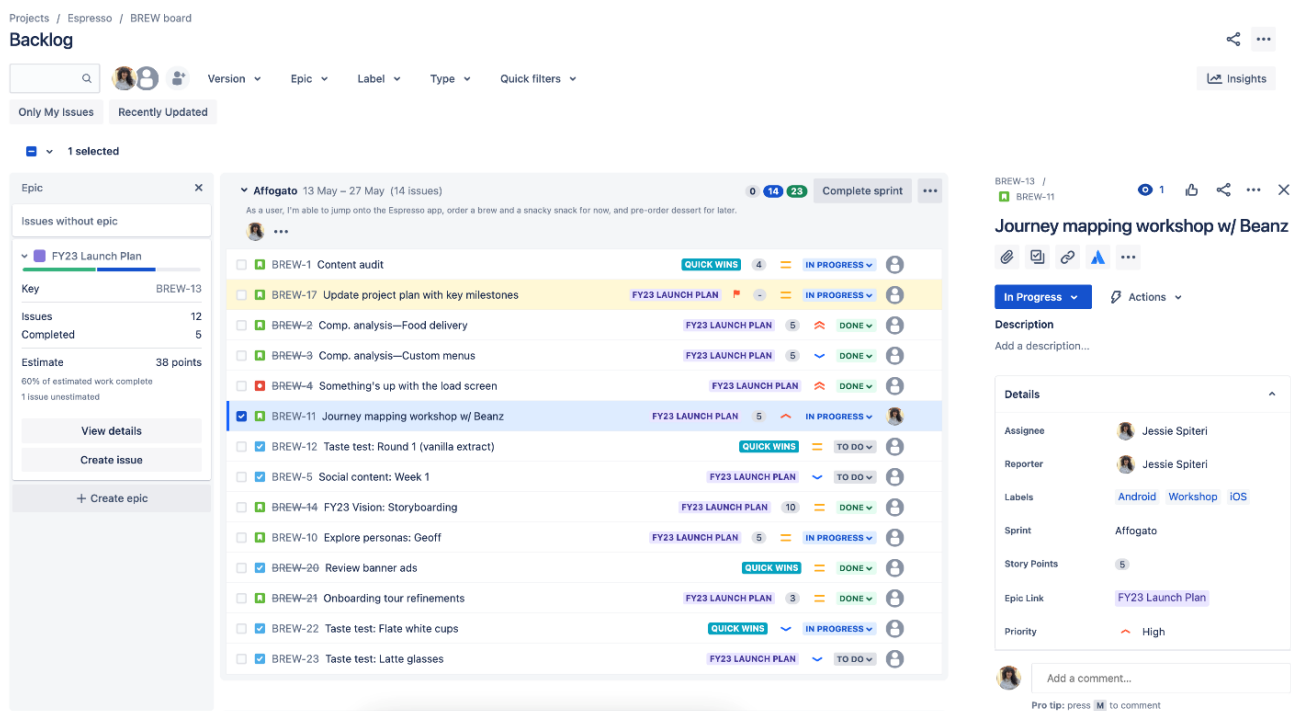 Projects / Espresso / BREW board
Backlog
Version Epic Label Type Quick filters Insights
Only My Issues Recently Updated
1 selected
Epic
Issues without epic
FY23 Launch Plan
Key BREW-13
Issues 12
Completed 5
Estimate 38 points
60% of estimated work complete
1 issue unestimated
View details
Create issue
+ Create epic
Affogato 13 May – 27 May (14 issues) 0 14 23 Complete sprint
As a user, I'm able to jump onto the Espresso app, order a brew and a snacky snack for now, and pre-order dessert for later.
BREW-1 Content audit QUICK WINS 4 IN PROGRESS
BREW-17 Update project plan with key milestones FY23 LAUNCH PLAN - IN PROGRESS
BREW-2 Comp. analysis—Food delivery FY23 LAUNCH PLAN 5 DONE
BREW-3 Comp. analysis—Custom menus FY23 LAUNCH PLAN 5 DONE
BREW-4 Something's up with the load screen FY23 LAUNCH PLAN DONE
BREW-11 Journey mapping workshop w/ Beanz FY23 LAUNCH PLAN 5 IN PROGRESS
BREW-12 Taste test: Round 1 (vanilla extract) QUICK WINS TO DO
BREW-5 Social content: Week 1 FY23 LAUNCH PLAN TO DO
BREW-14 FY23 Vision: Storyboarding FY23 LAUNCH PLAN 10 DONE
BREW-10 Explore personas: Geoff FY23 LAUNCH PLAN 5 IN PROGRESS
BREW-20 Review banner ads QUICK WINS DONE
BREW-21 Onboarding tour refinements FY23 LAUNCH PLAN 3 DONE
BREW-22 Taste test: Flate white cups QUICK WINS IN PROGRESS
BREW-23 Taste test: Latte glasses FY23 LAUNCH PLAN TO DO
BREW-13 /
BREW-11
1
Journey mapping workshop w/ Beanz
In Progress Actions
Description
Add a description...
Details
Assignee Jessie Spiteri
Reporter Jessie Spiteri
Labels Android Workshop iOS
Sprint Affogato
Story Points 5
Epic Link FY23 Launch Plan
Priority High
Add a comment...
Pro tip: press M to comment